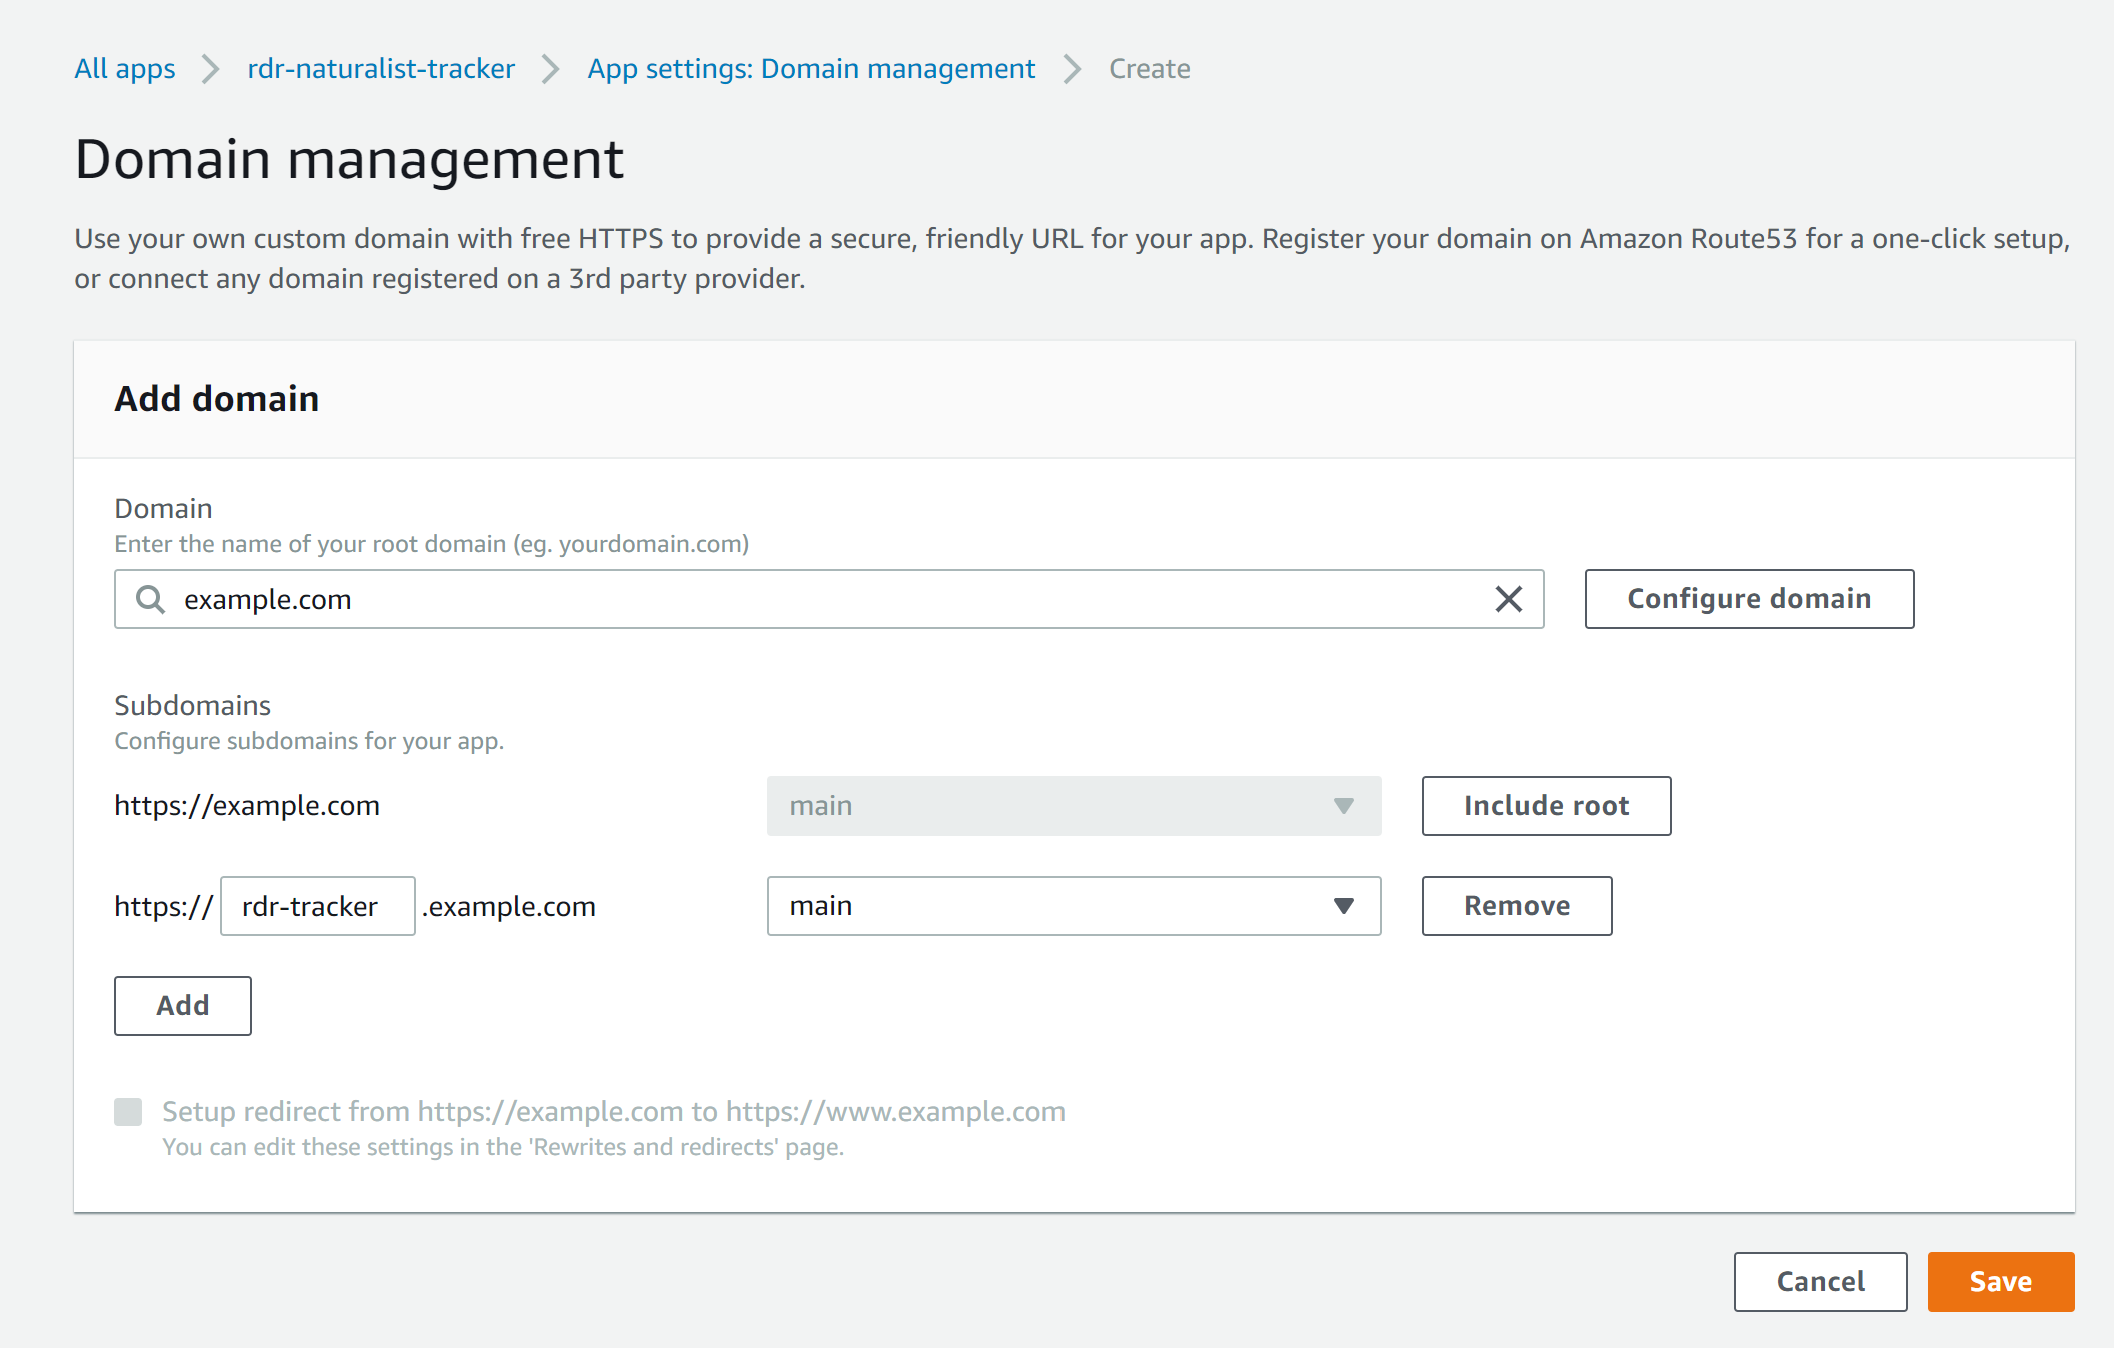 All apps > rdr-naturalist-tracker > App settings: Domain management > Create
Domain management
Use your own custom domain with free HTTPS to provide a secure, friendly URL for your app. Register your domain on Amazon Route53 for a one-click setup,
or connect any domain registered on a 3rd party provider.
Add domain
Domain
Enter the name of your root domain (eg. yourdomain.com)
example.com Configure domain
Subdomains
Configure subdomains for your app.
https://example.com main Include root
https:// rdr-tracker .example.com main Remove
Add
Setup redirect from https://example.com to https://www.example.com
You can edit these settings in the 'Rewrites and redirects' page.
Cancel Save